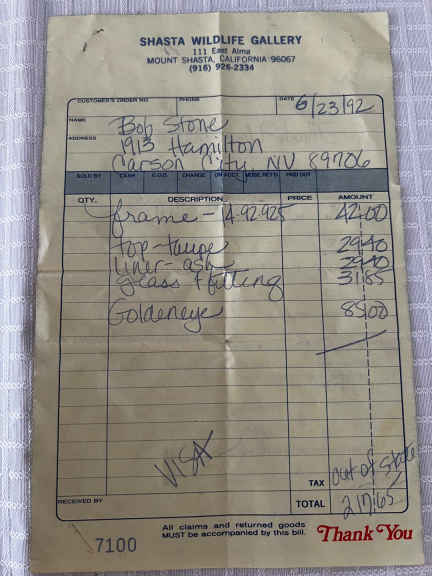 SHASTA WILDLIFE GALLERY
111 East Alma
MOUNT SHASTA, CALIFORNIA 96067
(916) 926-2334
CUSTOMER'S ORDER NO. PHONE DATE 6/23/92
NAME Bob Stone
ADDRESS 1913 Hamilton
Carson City, NV 89706
SOLD BY CASH C.O.D. CHARGE ON ACCT. MDSE. RETD. PAID OUT
QTY. DESCRIPTION PRICE AMOUNT
frame - 14.92.925 42.00
top - taupe 29.40
liner - ash 29.40
glass + fitting 31.85
Goldeneye 85.00
VISA
TAX out of state
RECEIVED BY TOTAL 217.65
7100
All claims and returned goods
MUST be accompanied by this bill.
Thank You